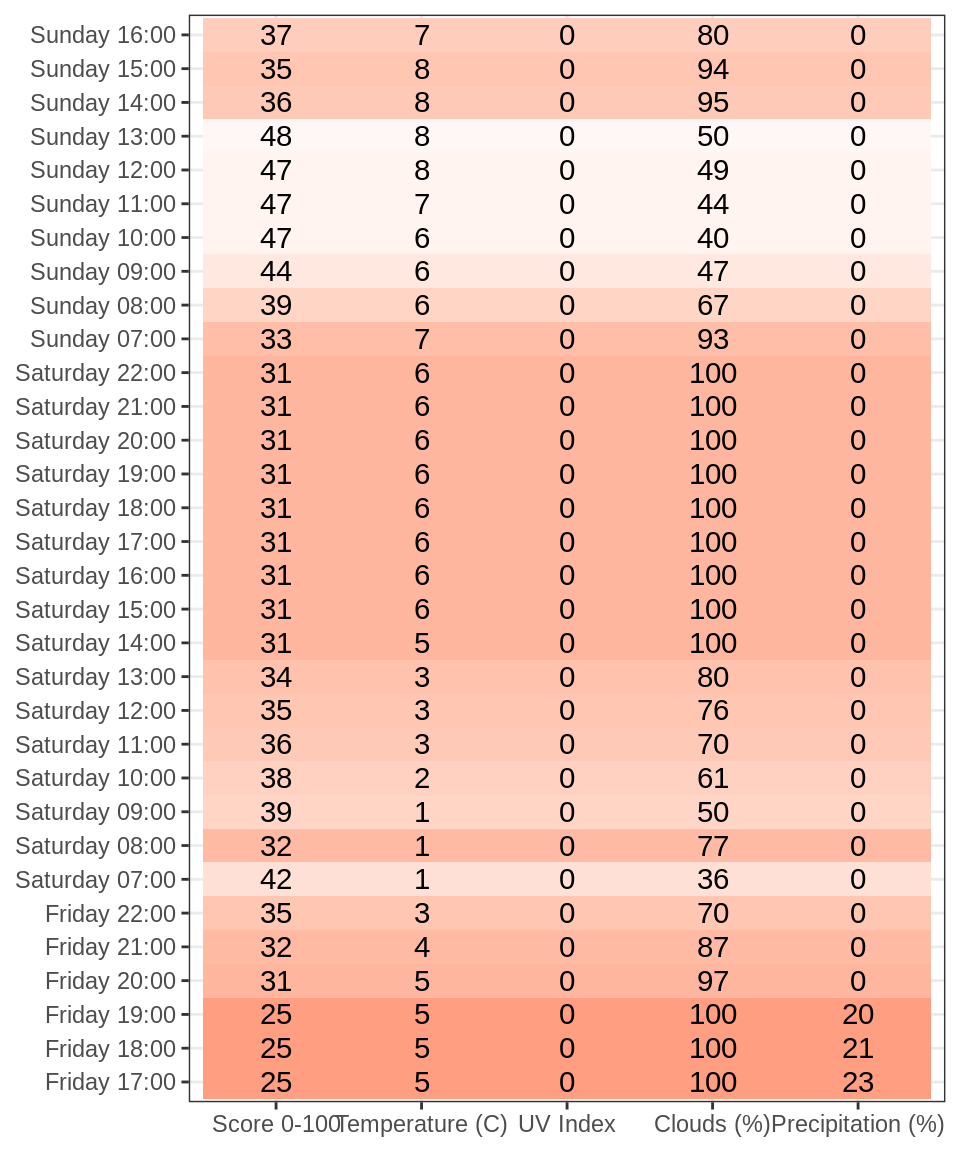 Sunday 16:00 37 7 0 80 0
Sunday 15:00 35 8 0 94 0
Sunday 14:00 36 8 0 95 0
Sunday 13:00 48 8 0 50 0
Sunday 12:00 47 8 0 49 0
Sunday 11:00 47 7 0 44 0
Sunday 10:00 47 6 0 40 0
Sunday 09:00 44 6 0 47 0
Sunday 08:00 39 6 0 67 0
Sunday 07:00 33 7 0 93 0
Saturday 22:00 31 6 0 100 0
Saturday 21:00 31 6 0 100 0
Saturday 20:00 31 6 0 100 0
Saturday 19:00 31 6 0 100 0
Saturday 18:00 31 6 0 100 0
Saturday 17:00 31 6 0 100 0
Saturday 16:00 31 6 0 100 0
Saturday 15:00 31 6 0 100 0
Saturday 14:00 31 5 0 100 0
Saturday 13:00 34 3 0 80 0
Saturday 12:00 35 3 0 76 0
Saturday 11:00 36 3 0 70 0
Saturday 10:00 38 2 0 61 0
Saturday 09:00 39 1 0 50 0
Saturday 08:00 32 1 0 77 0
Saturday 07:00 42 1 0 36 0
Friday 22:00 35 3 0 70 0
Friday 21:00 32 4 0 87 0
Friday 20:00 31 5 0 97 0
Friday 19:00 25 5 0 100 20
Friday 18:00 25 5 0 100 21
Friday 17:00 25 5 0 100 23
Score 0-100 Temperature (C) UV Index Clouds (%) Precipitation (%)